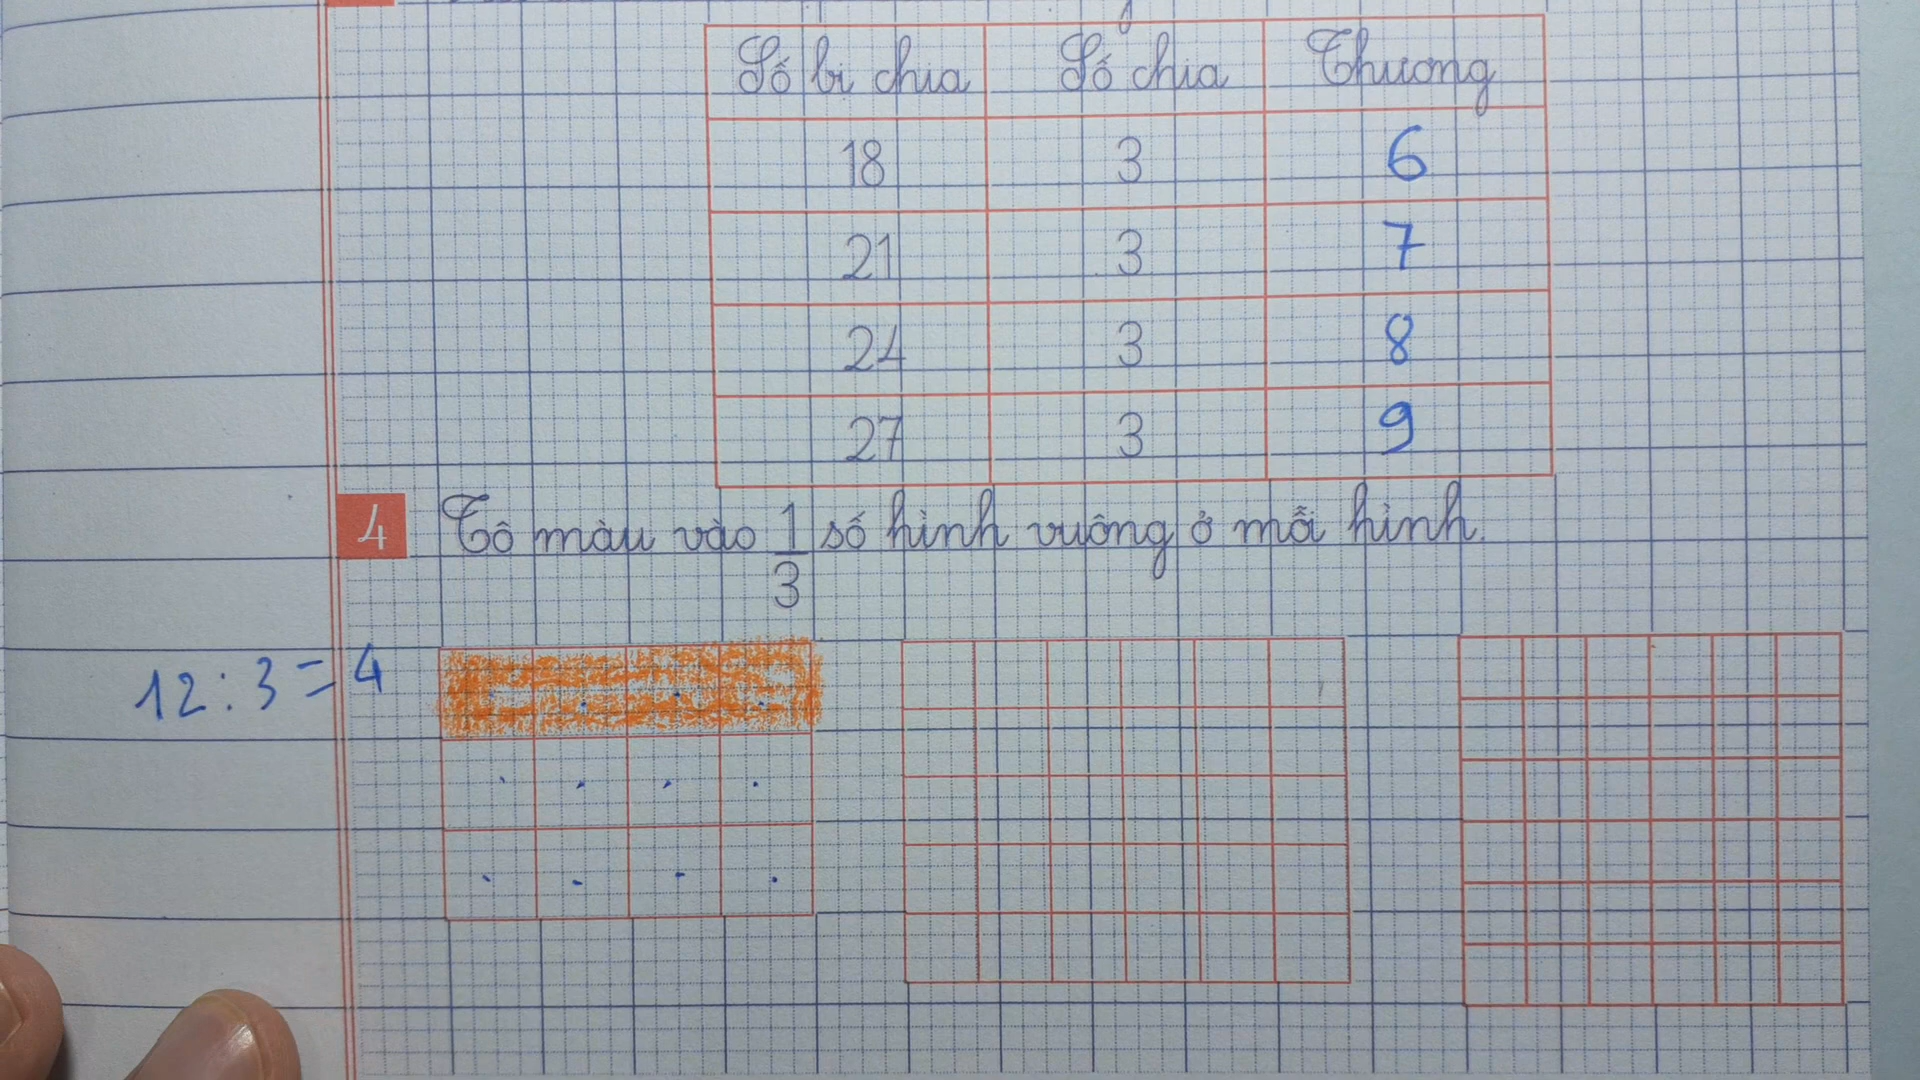 Số bị chia Số chia Thương
18 3 6
21 3 7
24 3 8
27 3 9
4 Tô màu vào 1/3 số hình vuông ở mỗi hình.
12 : 3 = 4